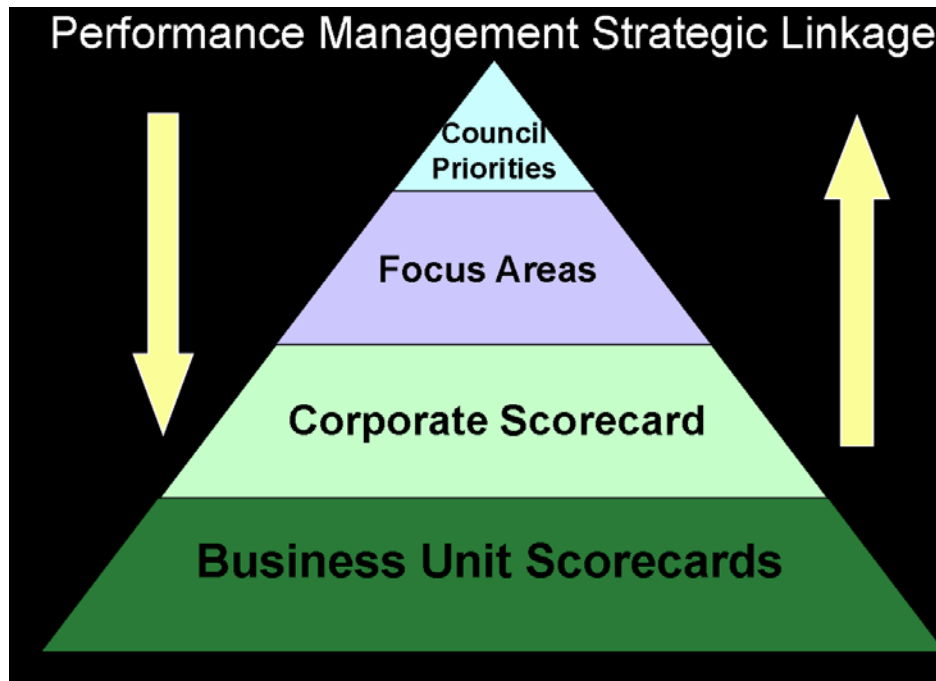 Performance Management Strategic Linkage
Council
Priorities
Focus Areas
Corporate Scorecard
Business Unit Scorecards